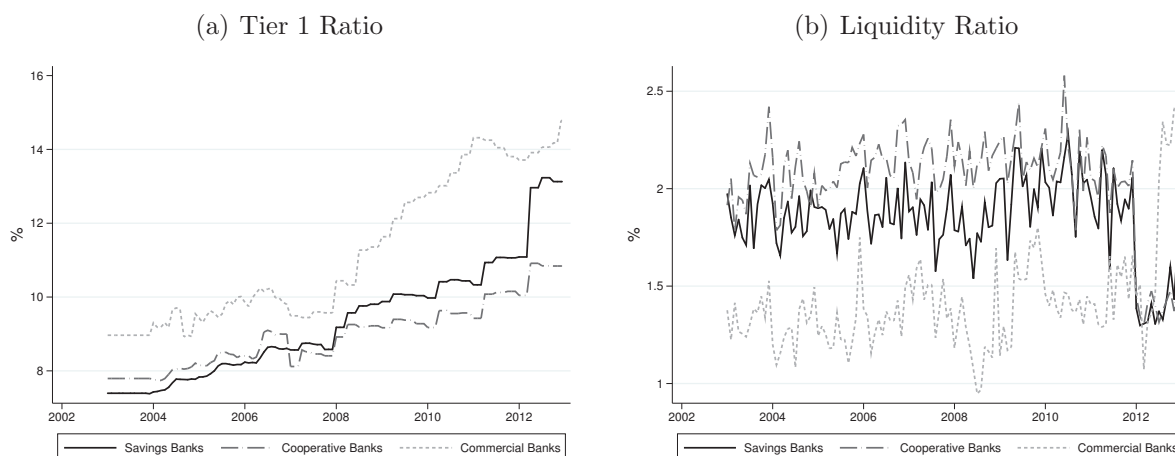 (a) Tier 1 Ratio
16
14
12
10
8
%
2002 2004 2006 2008 2010 2012
Savings Banks Cooperative Banks Commercial Banks
(b) Liquidity Ratio
2.5
2
1.5
1
%
2002 2004 2006 2008 2010 2012
Savings Banks Cooperative Banks Commercial Banks